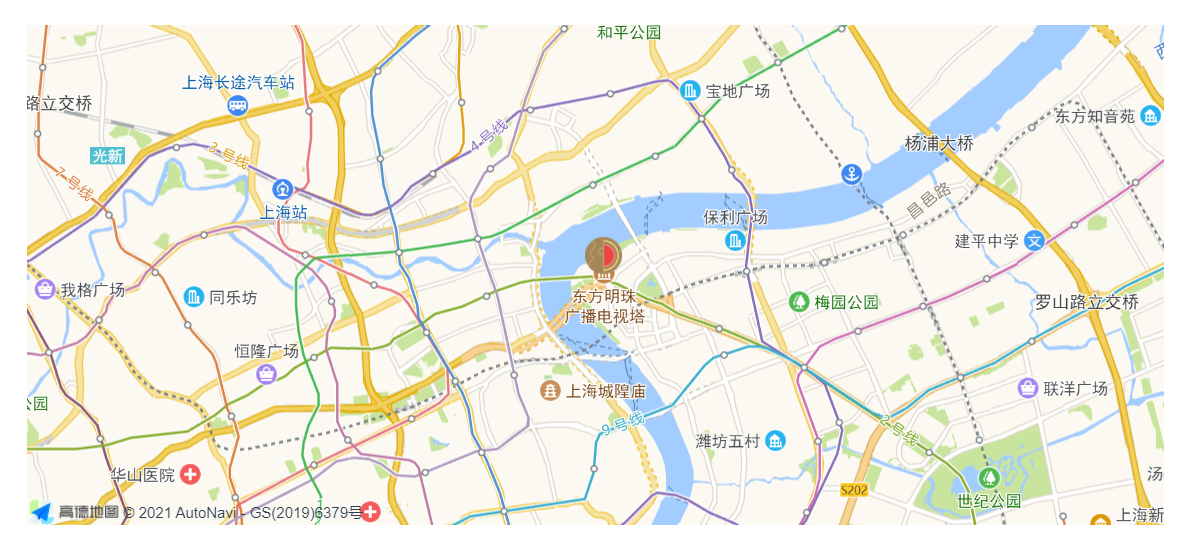 和平公园
上海长途汽车站
宝地广场
路立交桥
东方知音苑
4号线
杨浦大桥
光新
3号线
7号线
昌邑路
上海站
保利广场
建平中学
文
我格广场
同乐坊
东方明珠
广播电视塔
梅园公园
罗山路立交桥
恒隆广场
上海城隍庙
联洋广场
公园
9号线
2号线
潍坊五村
华山医院
汤
S202
世纪公园
高德地图 © 2021 AutoNavi - GS(2019)6379号
上海新